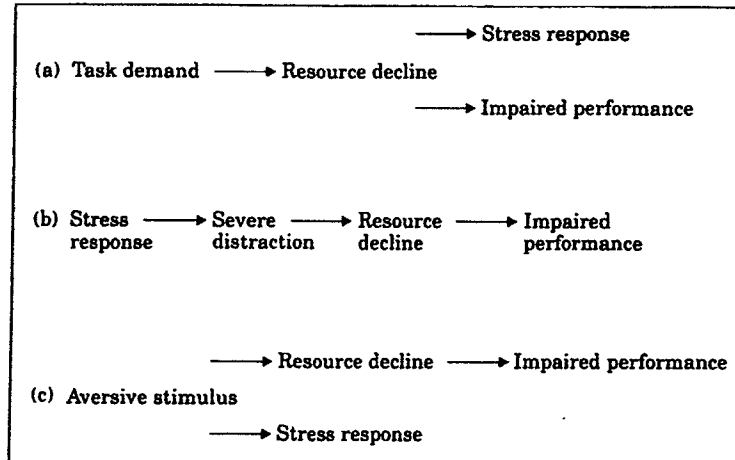 Stress response
(a) Task demand Resource decline
Impaired performance
(b) Stress Severe Resource Impaired
response distraction decline performance
Resource decline Impaired performance
(c) Aversive stimulus
Stress response